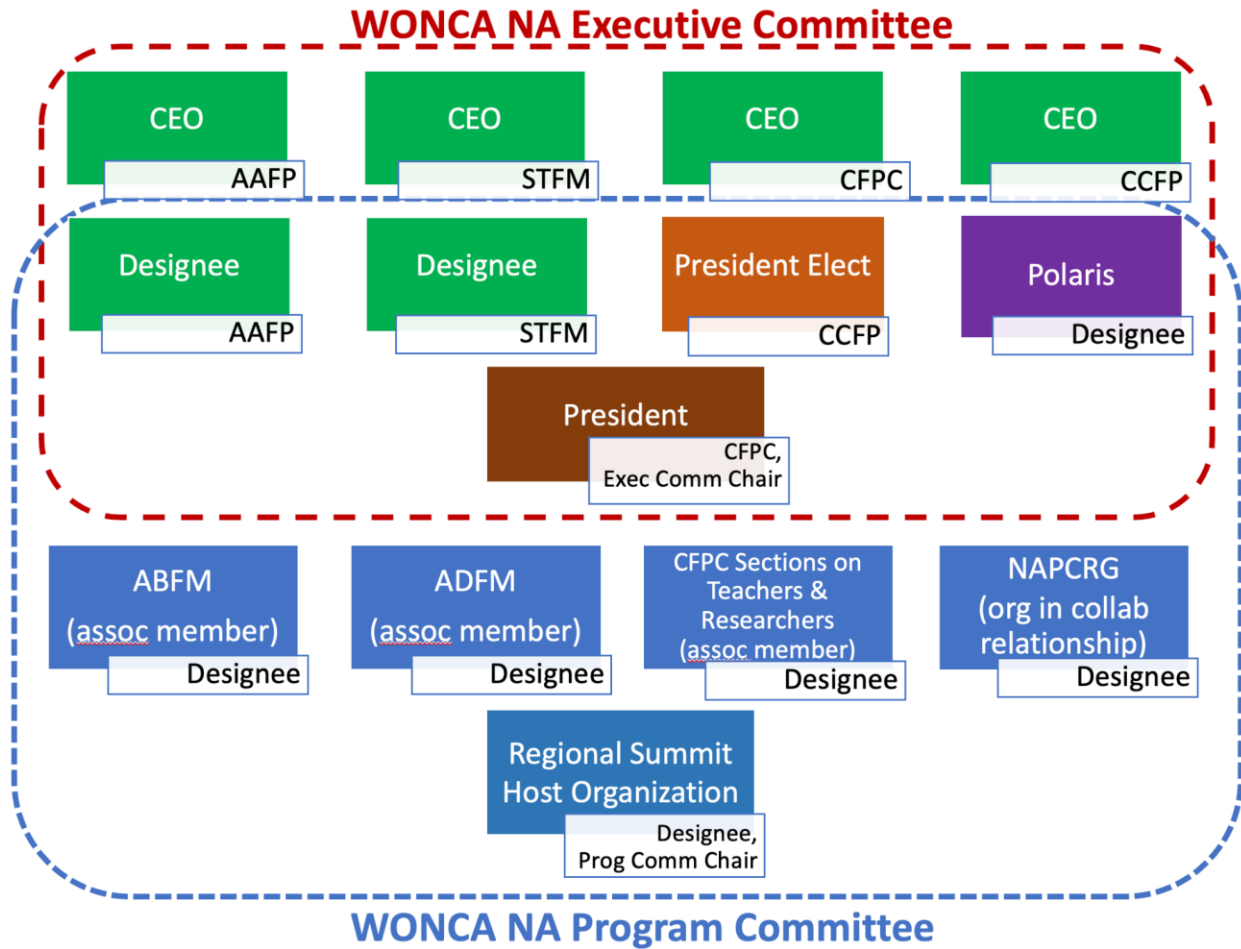 WONCA NA Executive Committee
CEO
AAFP
CEO
STFM
CEO
CFPC
CEO
CCFP
Designee
AAFP
Designee
STFM
President Elect
CCFP
Polaris
Designee
President
CFPC,
Exec Comm Chair
ABFM
(assoc member)
Designee
ADFM
(assoc member)
Designee
CFPC Sections on
Teachers &
Researchers
(assoc member)
Designee
NAPCRG
(org in collab
relationship)
Designee
Regional Summit
Host Organization
Designee,
Prog Comm Chair
WONCA NA Program Committee